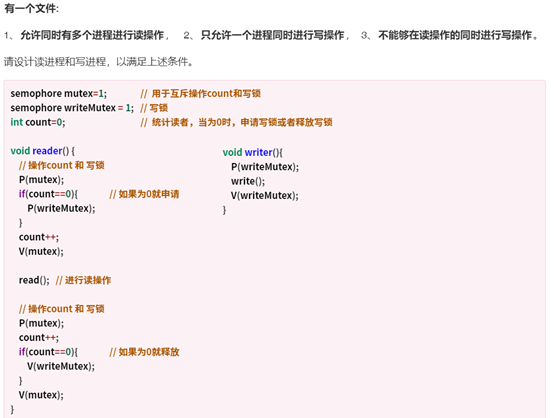 有一个文件:
1、允许同时有多个进程进行读操作， 2、只允许一个进程同时进行写操作， 3、不能够在读操作的同时进行写操作。
请设计读进程和写进程，以满足上述条件。
semaphore mutex=1; // 用于互斥操作count和写锁
semaphore writeMutex = 1; // 写锁
int count=0; // 统计读者，当为0时，申请写锁或者释放写锁
void reader() {
// 操作count 和 写锁
P(mutex);
if(count==0){ // 如果为0就申请
P(writeMutex);
}
count++;
V(mutex);
read(); // 进行读操作
// 操作count 和 写锁
P(mutex);
count++;
if(count==0){ // 如果为0就释放
V(writeMutex);
}
V(mutex);
}
void writer(){
P(writeMutex);
write();
V(writeMutex);
}